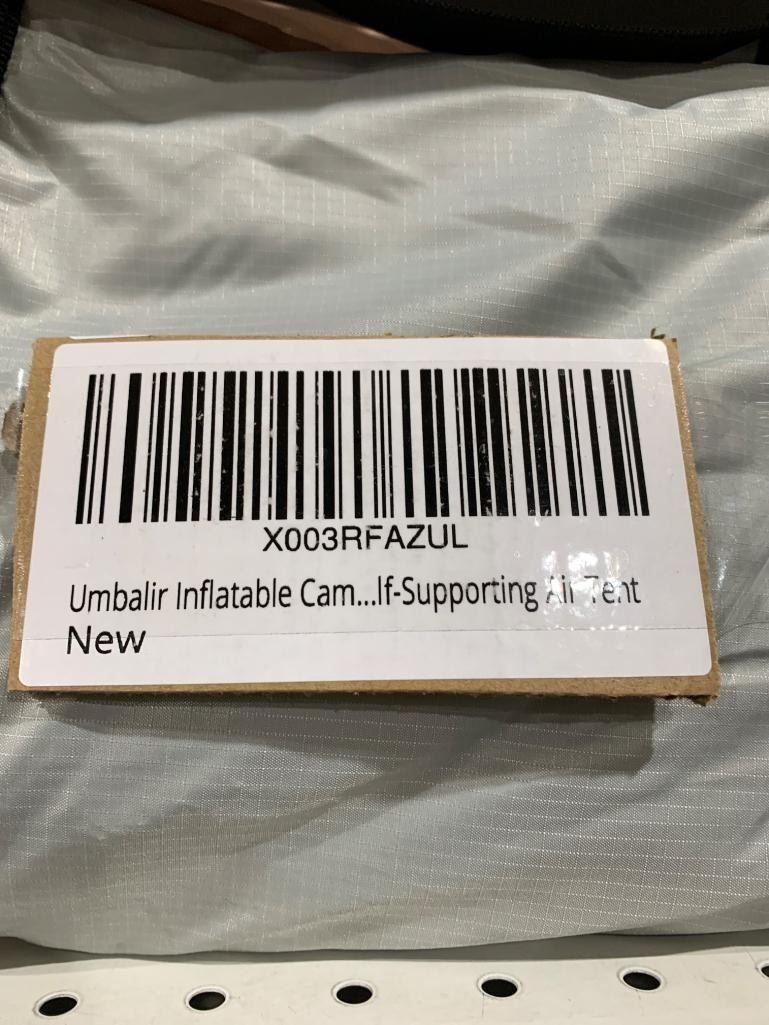 X003RFAZUL
Umbalir Inflatable Cam...lf-Supporting Air Tent
New